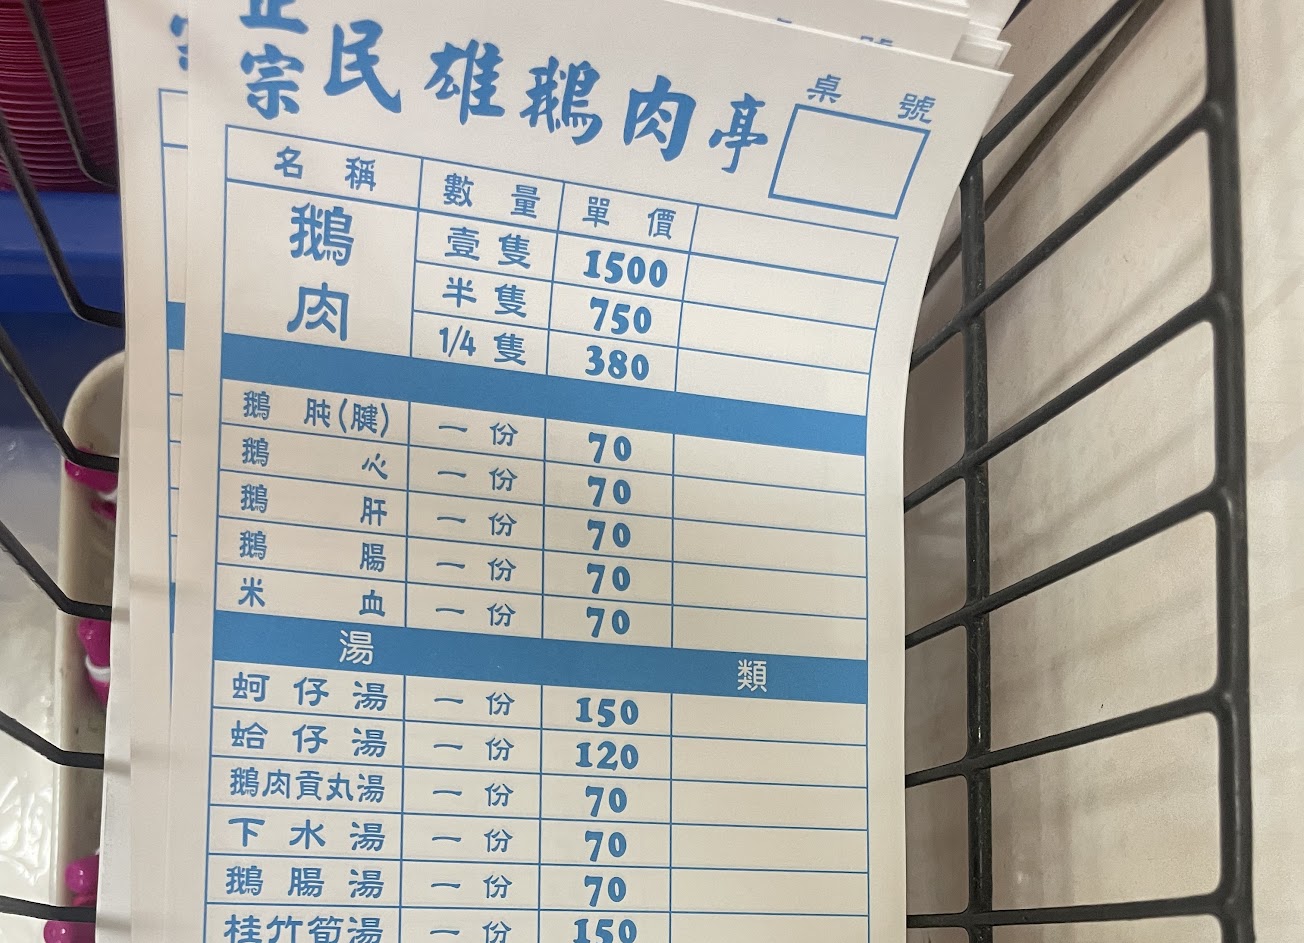 正宗民雄鵝肉亭
桌號
名稱 數量 單價
鵝肉 壹隻 1500
半隻 750
1/4隻 380
鵝肫(腱) 一份 70
鵝心 一份 70
鵝肝 一份 70
鵝腸 一份 70
米血 一份 70
湯類
蚵仔湯 一份 150
蛤仔湯 一份 120
鵝肉貢丸湯 一份 70
下水湯 一份 70
鵝腸湯 一份 70
桂竹筍湯 一份 150